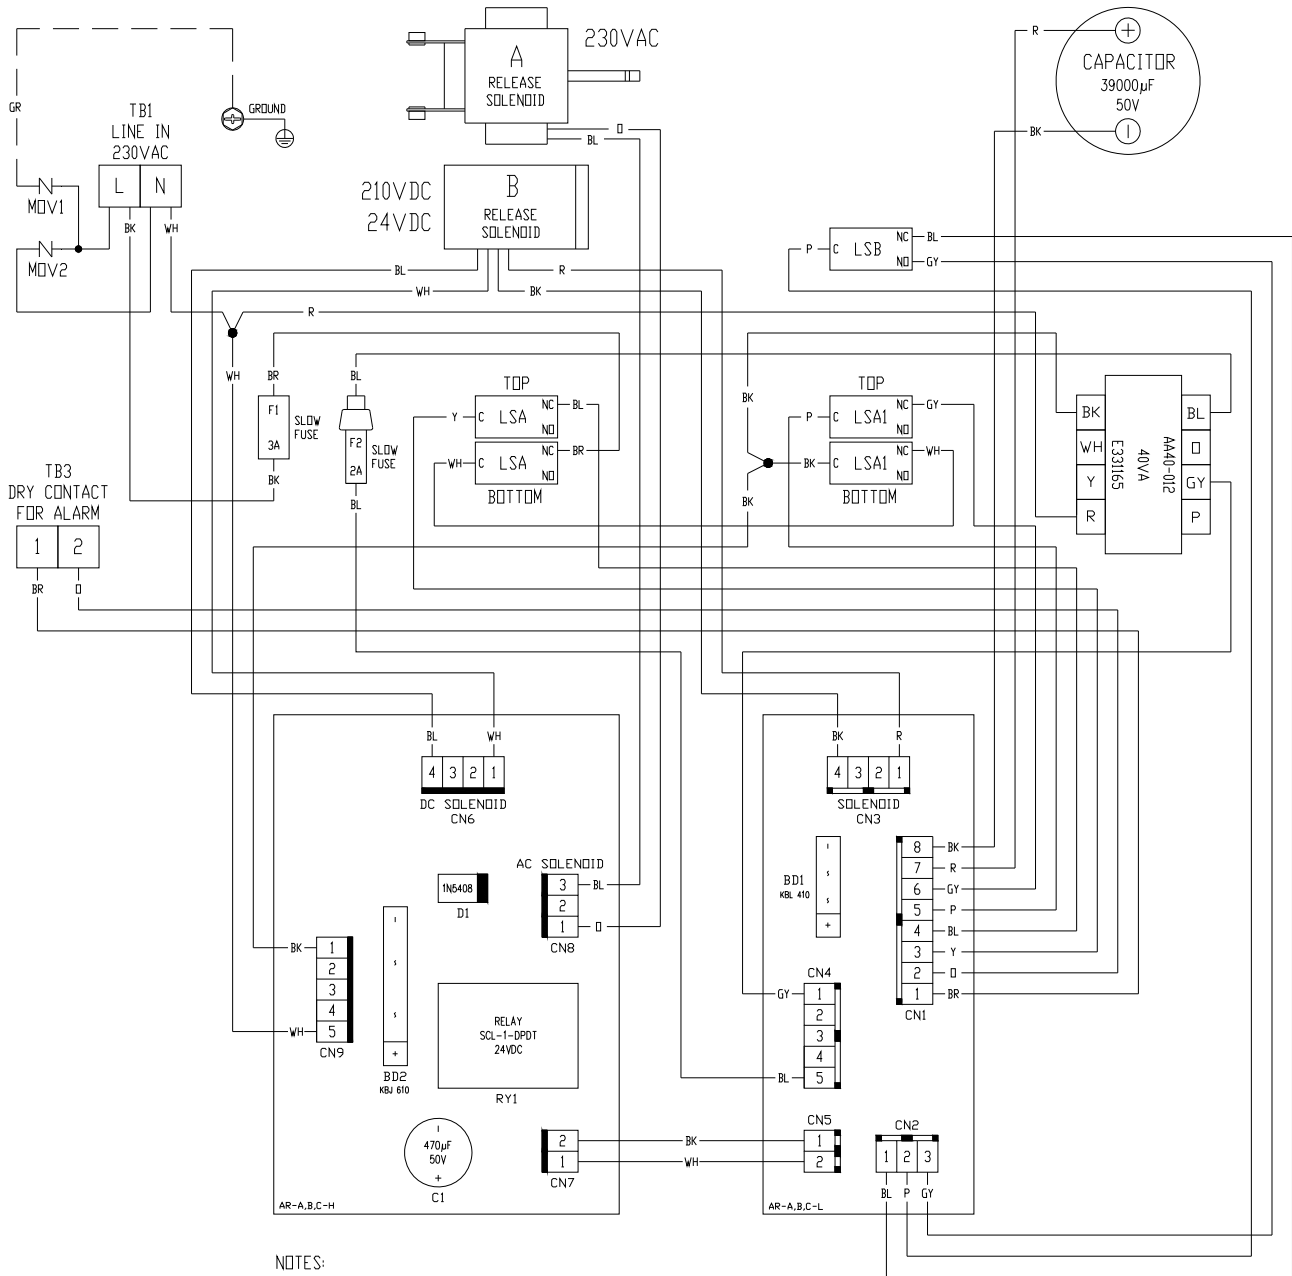 A
RELEASE
SOLENOID
230VAC
R
+
CAPACITOR
39000µF
50V
BK
-
GR
TB1
LINE IN
230VAC
L N
GROUND
O
BL
MOV1
MOV2
BK
WH
210VDC
24VDC
B
RELEASE
SOLENOID
P
C LSB
NC BL
NO GY
BL
R
WH
BK
R
WH
BR
BL
F1
3A
SLOW
FUSE
BK
F2
2A
SLOW
FUSE
BL
TOP
Y
C LSA
NC BL
NO
WH
C LSA
NC BR
NO
BOTTOM
BK
TOP
P
C LSA1
NC GY
NO
BK
C LSA1
NC WH
NO
BOTTOM
BK
BK
WH
Y
R
E331165
40VA
AA40-012
BL
O
GY
P
TB3
DRY CONTACT
FOR ALARM
1 2
BR O
BL WH
4 3 2 1
DC SOLENOID
CN6
BK R
4 3 2 1
SOLENOID
CN3
1N5408
D1
AC SOLENOID
3 BL
2
1 O
CN8
BK 1
2
3
4
WH 5
CN9
-
s
s
+
BD2
KBJ 610
RELAY
SCL-1-DPDT
24VDC
RY1
-
470µF
50V
+
C1
2
1
CN7
BK
WH
AR-A,B,C-H
BD1
KBL 410
-
s
s
+
8 BK
7 R
6 GY
5 P
4 BL
3 Y
2 O
1 BR
CN1
CN4
GY 1
2
3
4
BL 5
CN5
1
2
CN2
1 2 3
BL P GY
AR-A,B,C-L
NOTES: